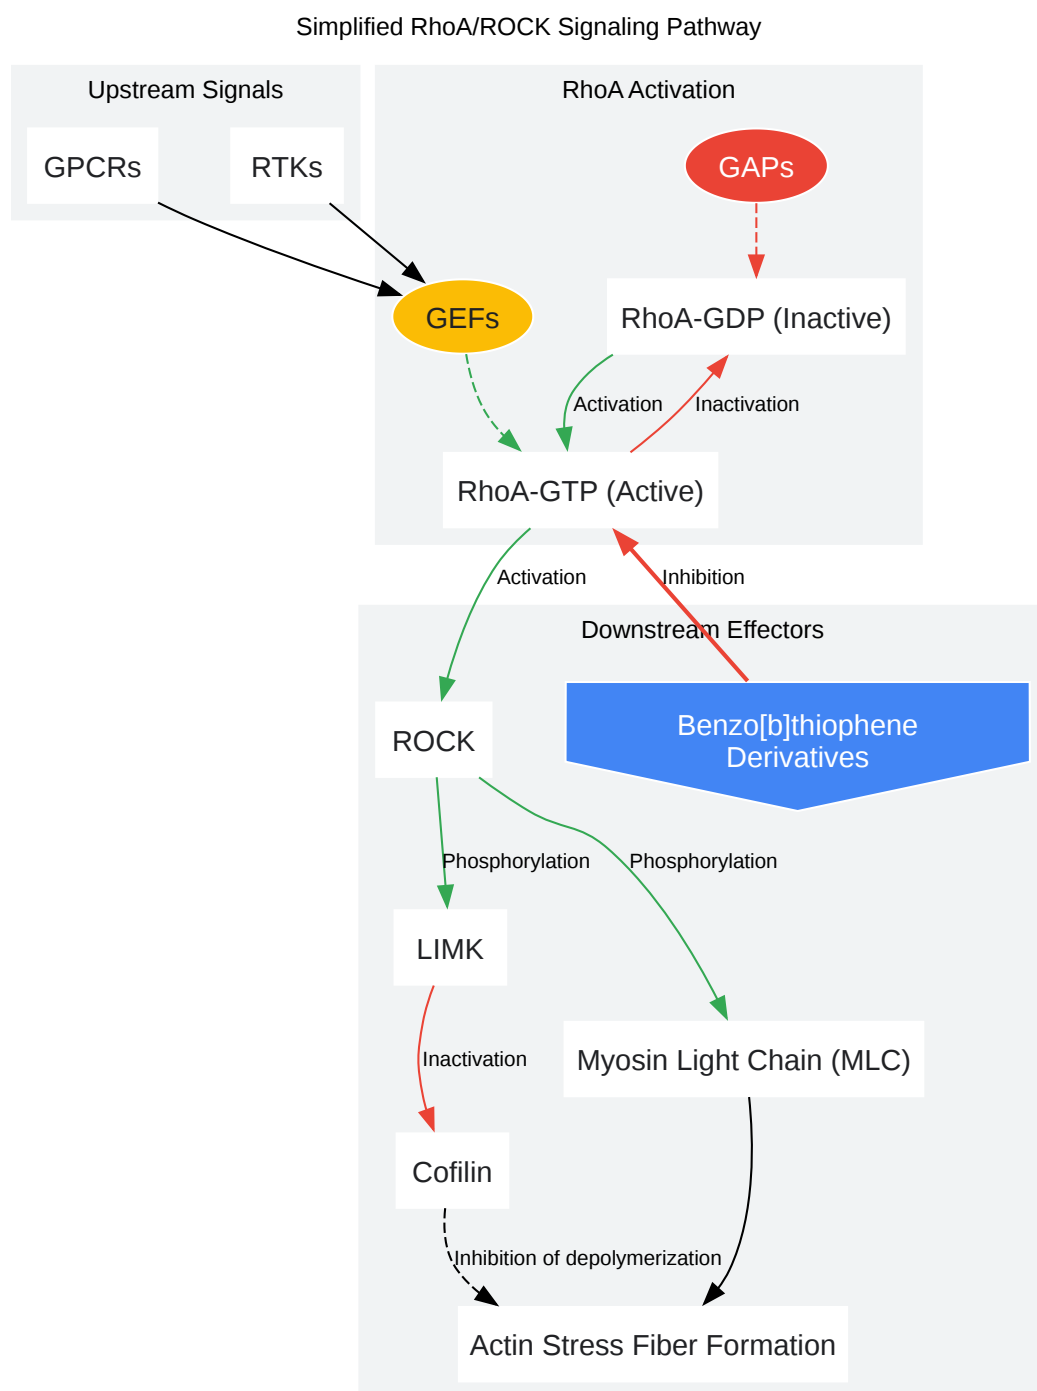 Simplified RhoA/ROCK Signaling Pathway
Upstream Signals
RhoA Activation
GPCRs
RTKs
GAPs
GEFs
RhoA-GDP (Inactive)
Activation
Inactivation
RhoA-GTP (Active)
Activation
Inhibition
Downstream Effectors
ROCK
Benzo[b]thiophene
Derivatives
Phosphorylation
Phosphorylation
LIMK
Inactivation
Myosin Light Chain (MLC)
Cofilin
Inhibition of depolymerization
Actin Stress Fiber Formation